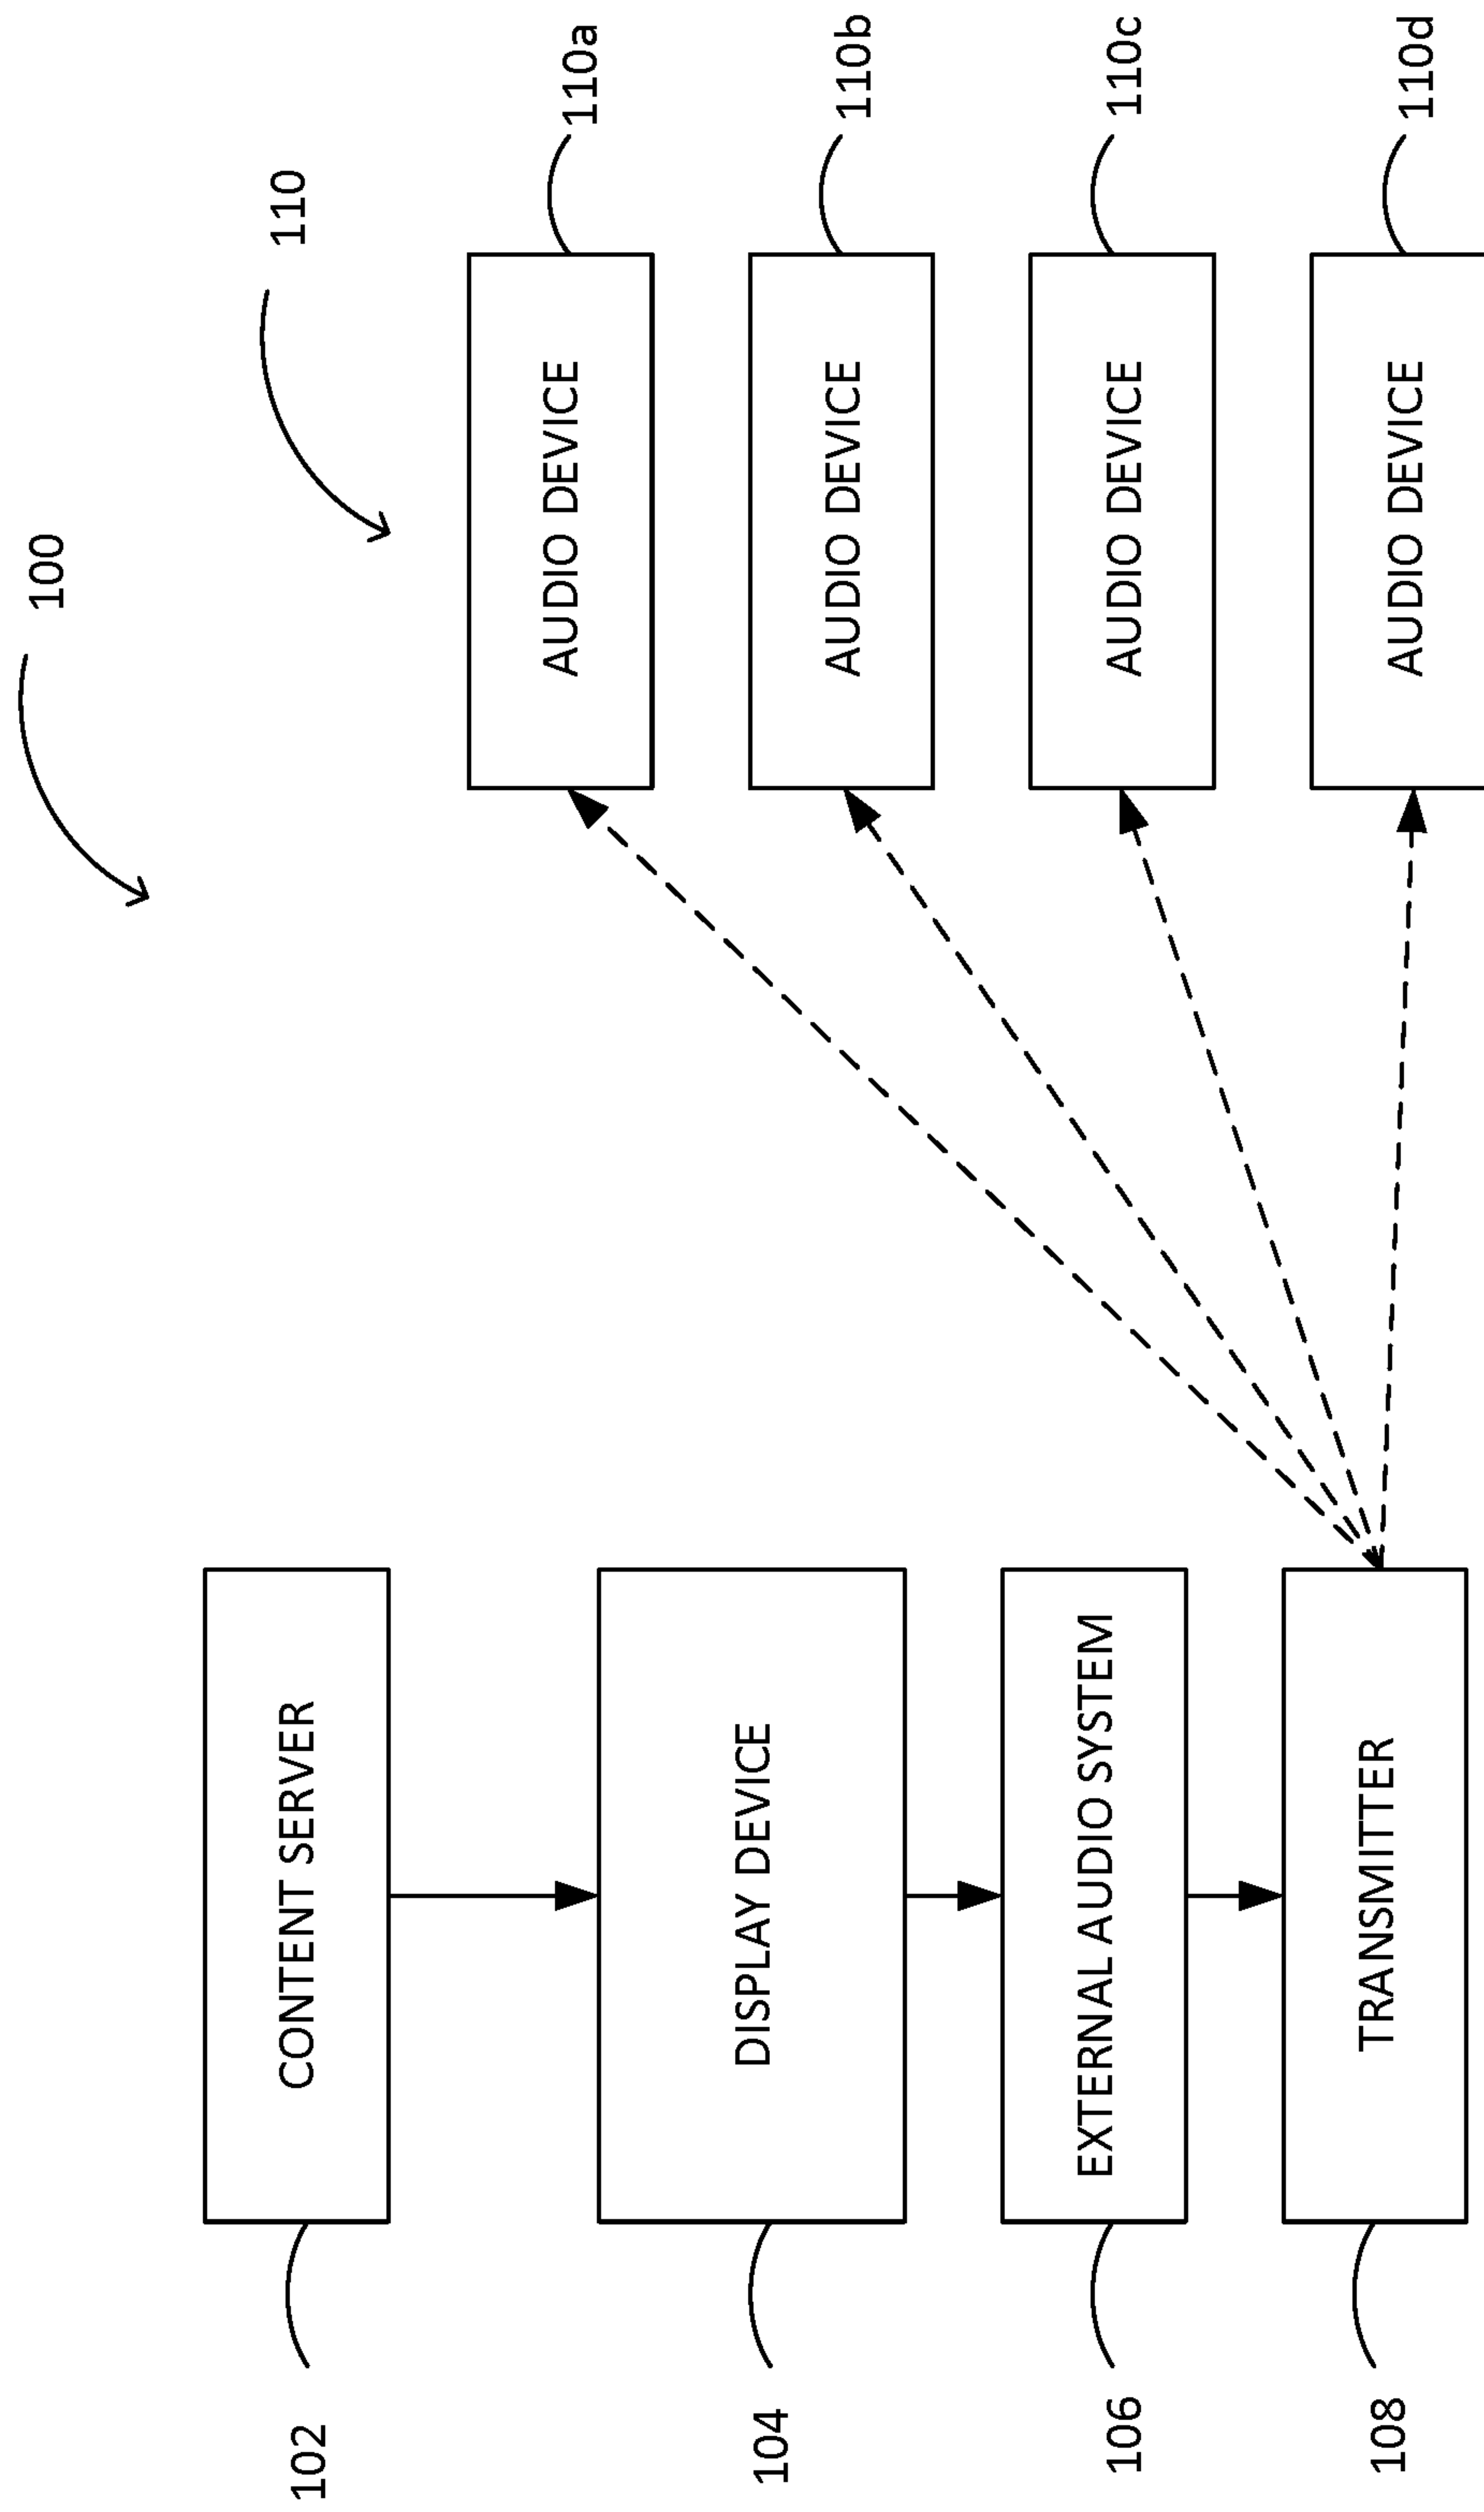 100
110
102
CONTENT SERVER
104
DISPLAY DEVICE
106
EXTERNAL AUDIO SYSTEM
108
TRANSMITTER
AUDIO DEVICE
110a
AUDIO DEVICE
110b
AUDIO DEVICE
110c
AUDIO DEVICE
110d